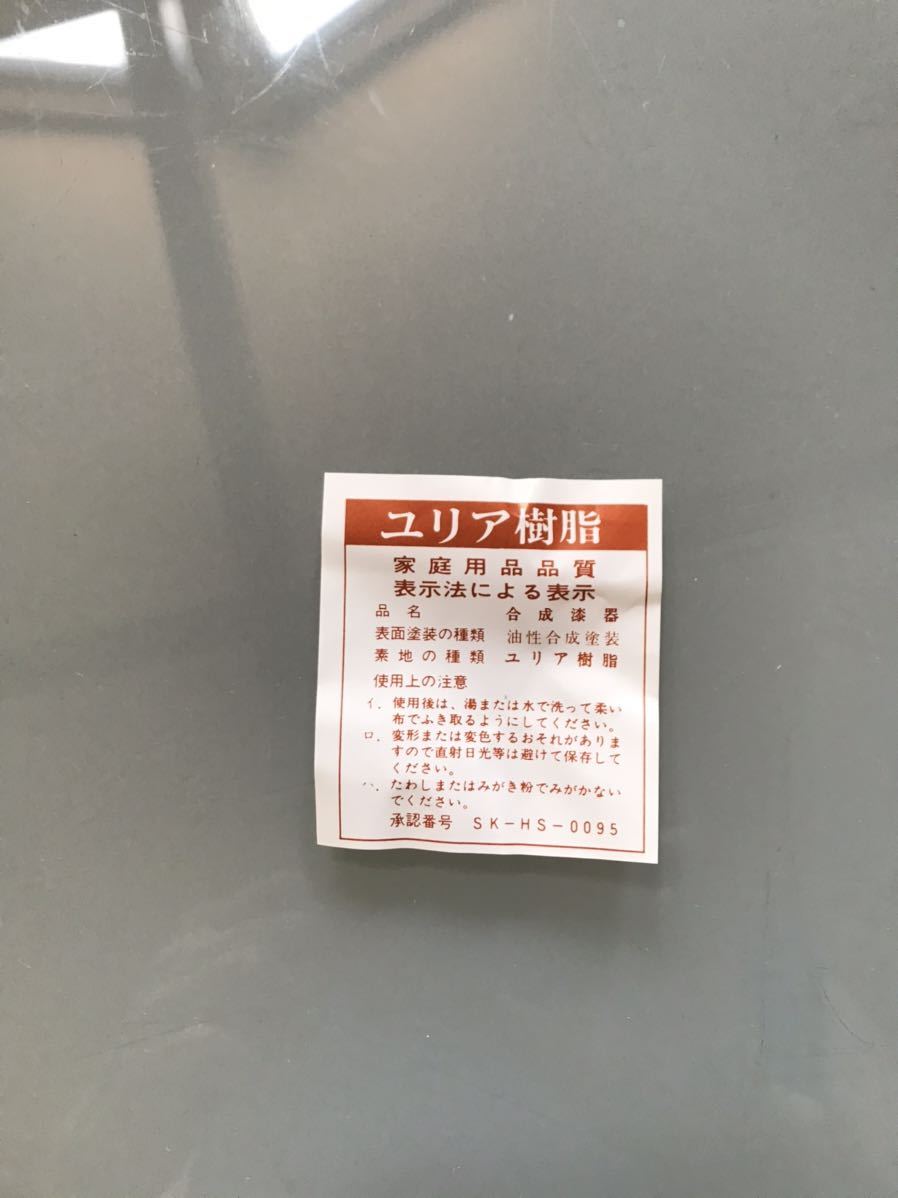 ユリア樹脂
家庭用品品質
表示法による表示
品名 合成漆器
表面塗装の種類 油性合成塗装
素地の種類 ユリア樹脂
使用上の注意
イ. 使用後は、湯または水で洗って柔い
布でふき取るようにしてください。
ロ. 変形または変色するおそれがありま
すので直射日光等は避けて保存して
ください。
ハ. たわしまたはみがき粉でみがかない
でください。
承認番号 SK-HS-0095